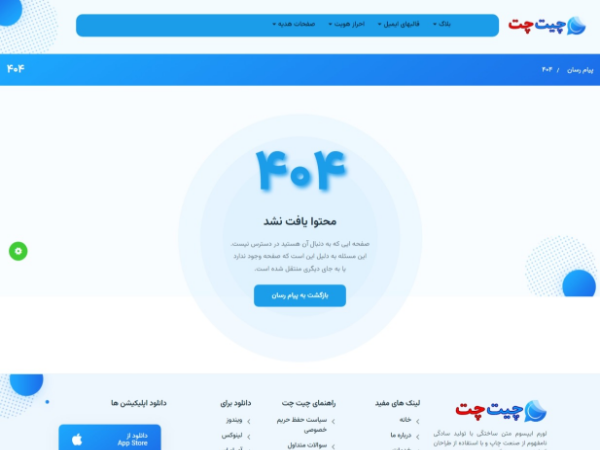 چیت‌چت
بلاگ
قالبهای ایمیل
احراز هویت
صفحات هدیه
پیام رسان / ۴۰۴
۴۰۴
۴۰۴
محتوا یافت نشد
صفحه ایی که به دنبال آن هستید در دسترس نیست.
این مسئله به دلیل این است که صفحه وجود ندارد
یا به جای دیگری منتقل شده است.
بازگشت به پیام رسان
چیت‌چت
لورم ایپسوم متن ساختگی با تولید سادگی
نامفهوم از صنعت چاپ و با استفاده از طراحان
لینک های مفید
خانه
درباره ما
راهنمای چیت چت
سیاست حفظ حریم
خصوصی
سوالات متداول
دانلود برای
ویندوز
لینوکس
دانلود اپلیکیشن ها
دانلود از
App Store